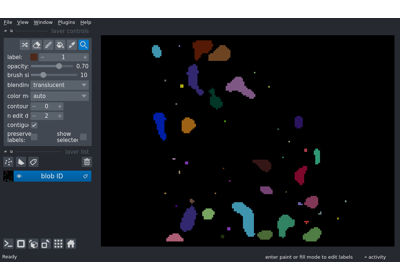 File View Window Plugins Help
layer controls
label: 1
opacity: 0.70
brush si 10
blending translucent
color m auto
contour 0
n edit d 2
contigu
preserve labels: show selected
layer list
blob ID
Ready
enter paint or fill mode to edit labels
activity